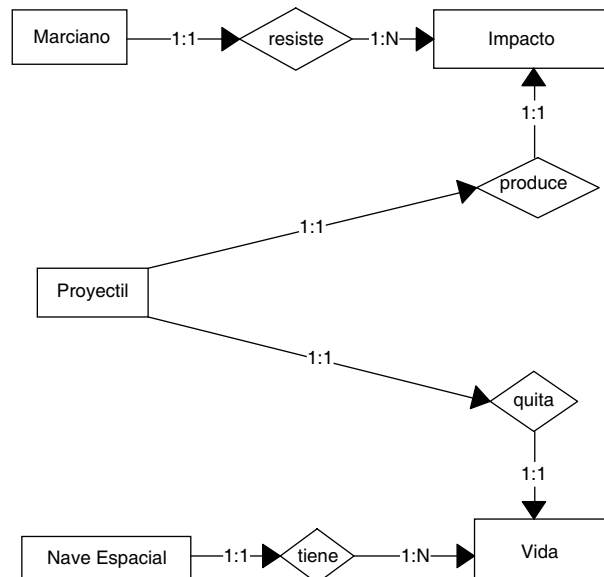 Marciano
1:1
resiste
1:N
Impacto
1:1
produce
1:1
Proyectil
1:1
quita
1:1
Nave Espacial
1:1
tiene
1:N
Vida